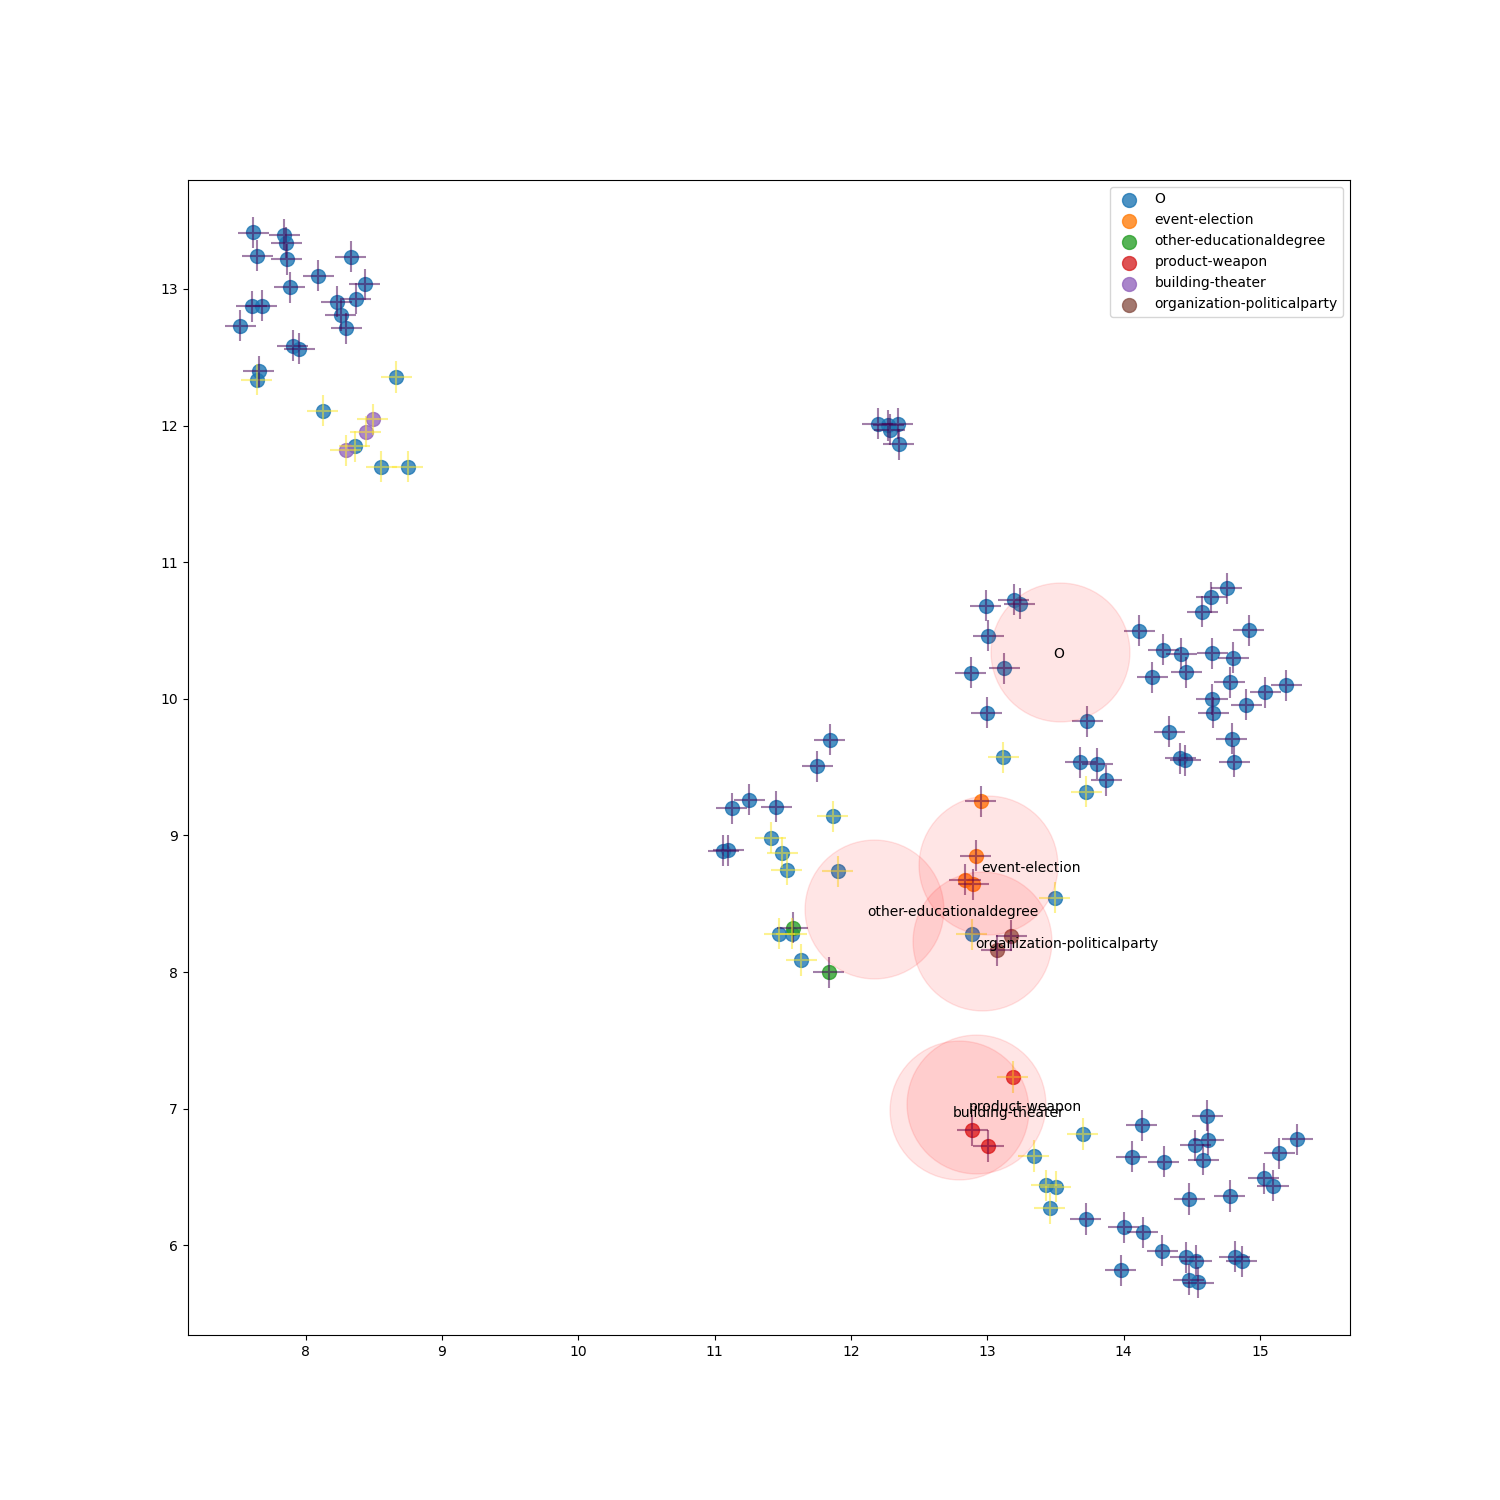 O
event-election
other-educationaldegree
product-weapon
building-theater
organization-politicalparty
13
12
11
10
9
8
7
6
O
event-election
other-educationaldegree
organization-politicalparty
product-weapon
building-theater
8
9
10
11
12
13
14
15